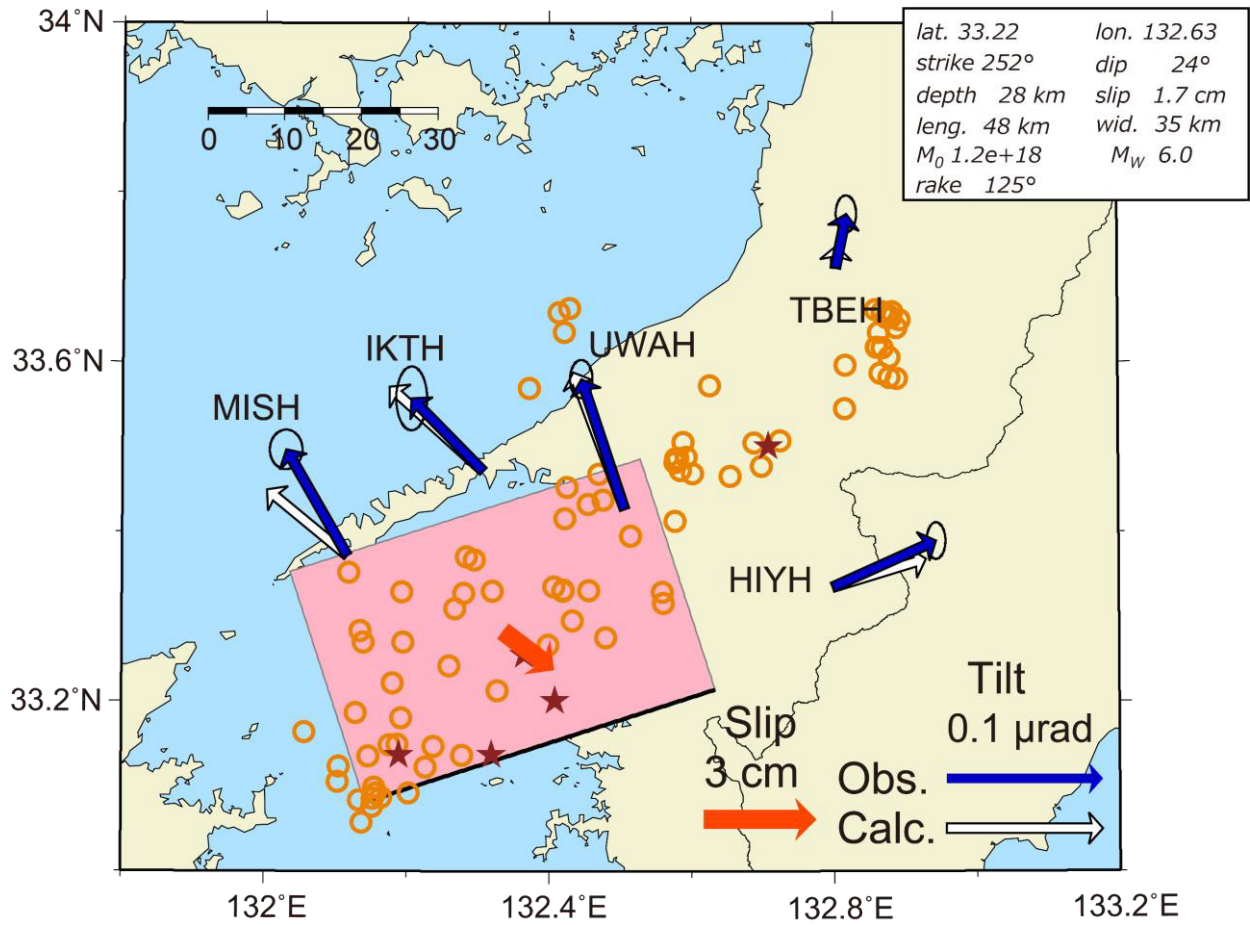 34°N
lat. 33.22 lon. 132.63
strike 252° dip 24°
depth 28 km slip 1.7 cm
leng. 48 km wid. 35 km
M₀ 1.2e+18 M_W 6.0
rake 125°
0 10 20 30
TBEH
IKTH
UWAH
33.6°N
MISH
HIYH
Tilt
33.2°N
Slip
0.1 μrad
3 cm
Obs.
Calc.
132°E 132.4°E 132.8°E 133.2°E